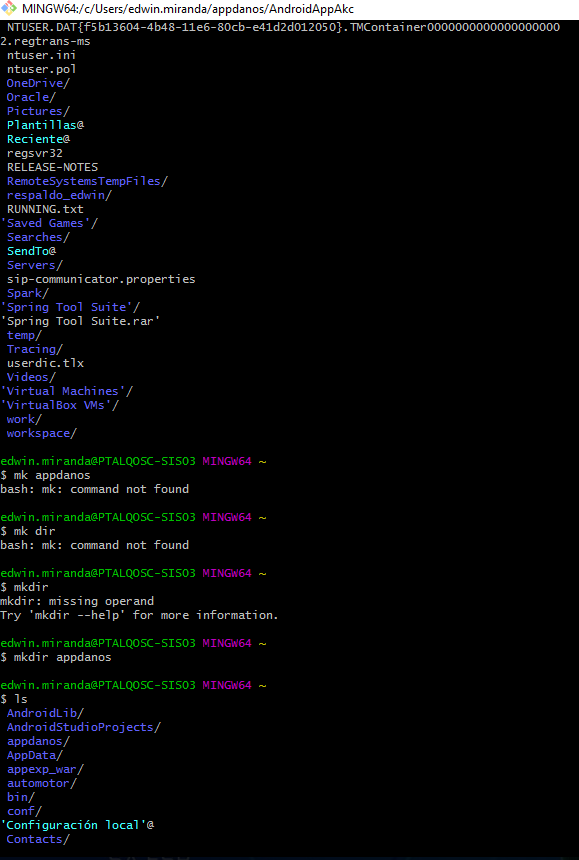 MINGW64:/c/Users/edwin.miranda/appdanos/AndroidAppAkc
NTUSER.DAT{f5b13604-4b48-11e6-80cb-e41d2d012050}.TMContainer0000000000000000000
2.regtrans-ms
ntuser.ini
ntuser.pol
OneDrive/
Oracle/
Pictures/
Plantillas@
Reciente@
regsvr32
RELEASE-NOTES
RemoteSystemsTempFiles/
respaldo_edwin/
RUNNING.txt
'Saved Games'/
Searches/
SendTo@
Servers/
sip-communicator.properties
Spark/
'Spring Tool Suite'/
'Spring Tool Suite.rar'
temp/
Tracing/
userdic.tlx
Videos/
'Virtual Machines'/
'VirtualBox VMs'/
work/
workspace/
edwin.miranda@PTALQOSC-SIS03 MINGW64 ~
$ mk appdanos
bash: mk: command not found
edwin.miranda@PTALQOSC-SIS03 MINGW64 ~
$ mk dir
bash: mk: command not found
edwin.miranda@PTALQOSC-SIS03 MINGW64 ~
$ mkdir
mkdir: missing operand
Try 'mkdir --help' for more information.
edwin.miranda@PTALQOSC-SIS03 MINGW64 ~
$ mkdir appdanos
edwin.miranda@PTALQOSC-SIS03 MINGW64 ~
$ ls
AndroidLib/
AndroidStudioProjects/
appdanos/
AppData/
appexp_war/
automotor/
bin/
conf/
'Configuración local'@
Contacts/